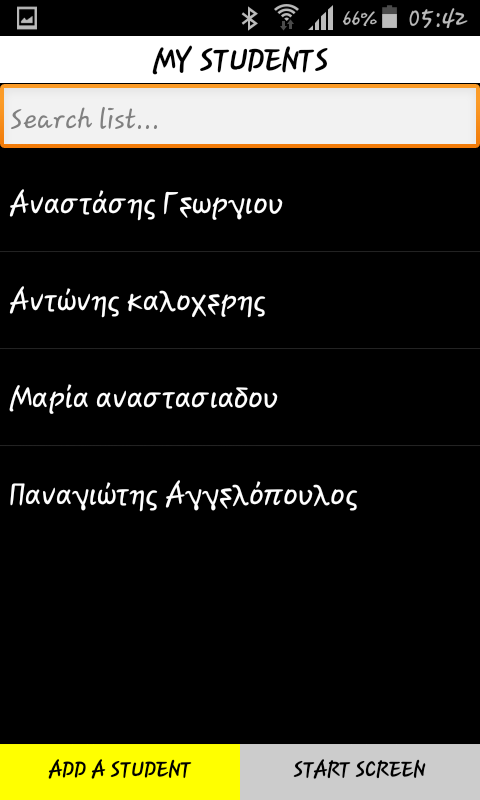 66% 05:42
MY STUDENTS
Search list...
Αναστάσης Γεωργιου
Αντώνης καλοχερης
Μαρία αναστασιαδου
Παναγιώτης Αγγελόπουλος
ADD A STUDENT START SCREEN